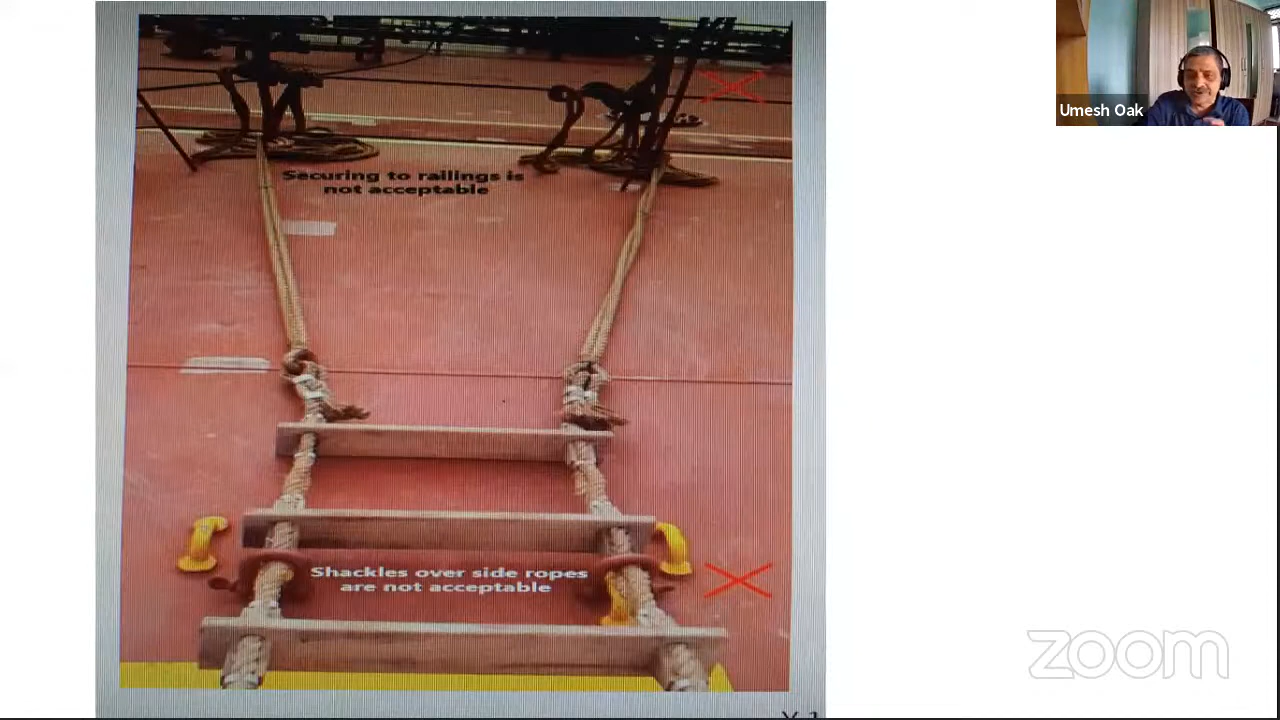 Umesh Oak
Securing to railings is
not acceptable
Shackles over side ropes
are not acceptable
zoom